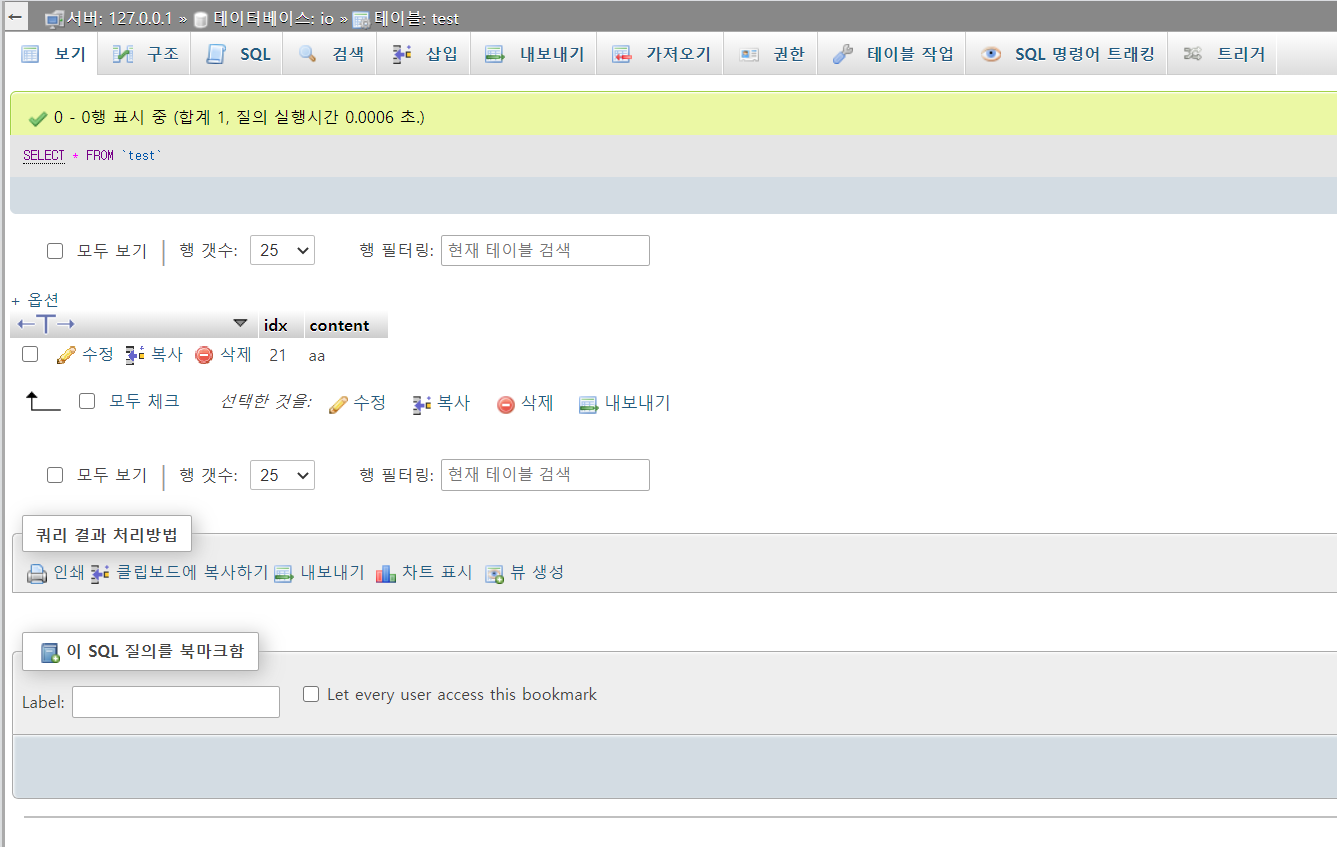 서버: 127.0.0.1 » 데이터베이스: io » 테이블: test
보기 구조 SQL 검색 삽입 내보내기 가져오기 권한 테이블 작업 SQL 명령어 트래킹 트리거
0 - 0행 표시 중 (합계 1, 질의 실행시간 0.0006 초.)
SELECT * FROM `test`
모두 보기 행 갯수: 25 행 필터링: 현재 테이블 검색
+ 옵션
←T→ idx content
수정 복사 삭제 21 aa
모두 체크 선택한 것을: 수정 복사 삭제 내보내기
모두 보기 행 갯수: 25 행 필터링: 현재 테이블 검색
쿼리 결과 처리방법
인쇄 클립보드에 복사하기 내보내기 차트 표시 뷰 생성
이 SQL 질의를 북마크함
Label: Let every user access this bookmark